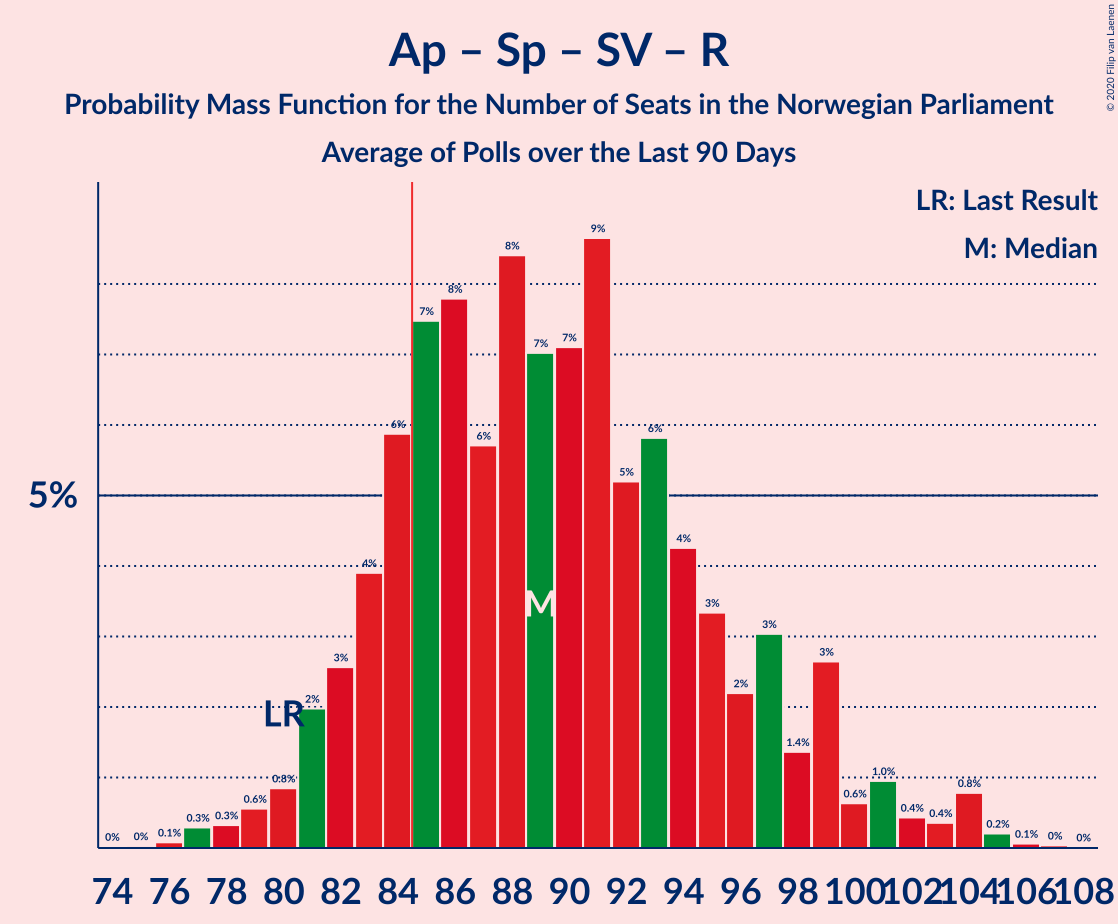 Ap – Sp – SV – R
Probability Mass Function for the Number of Seats in the Norwegian Parliament
Average of Polls over the Last 90 Days
© 2020 Filip van Laenen
LR: Last Result
M: Median
5%
0% 0% 0.1% 0.3% 0.3% 0.6% 0.8% 2% 3% 4% 6% 7% 8% 6% 8% 7% 7% 9% 5% 6% 4% 3% 2% 3% 1.4% 3% 0.6% 1.0% 0.4% 0.4% 0.8% 0.2% 0.1% 0% 0%
LR
M
74 76 78 80 82 84 86 88 90 92 94 96 98 100 102 104 106 108